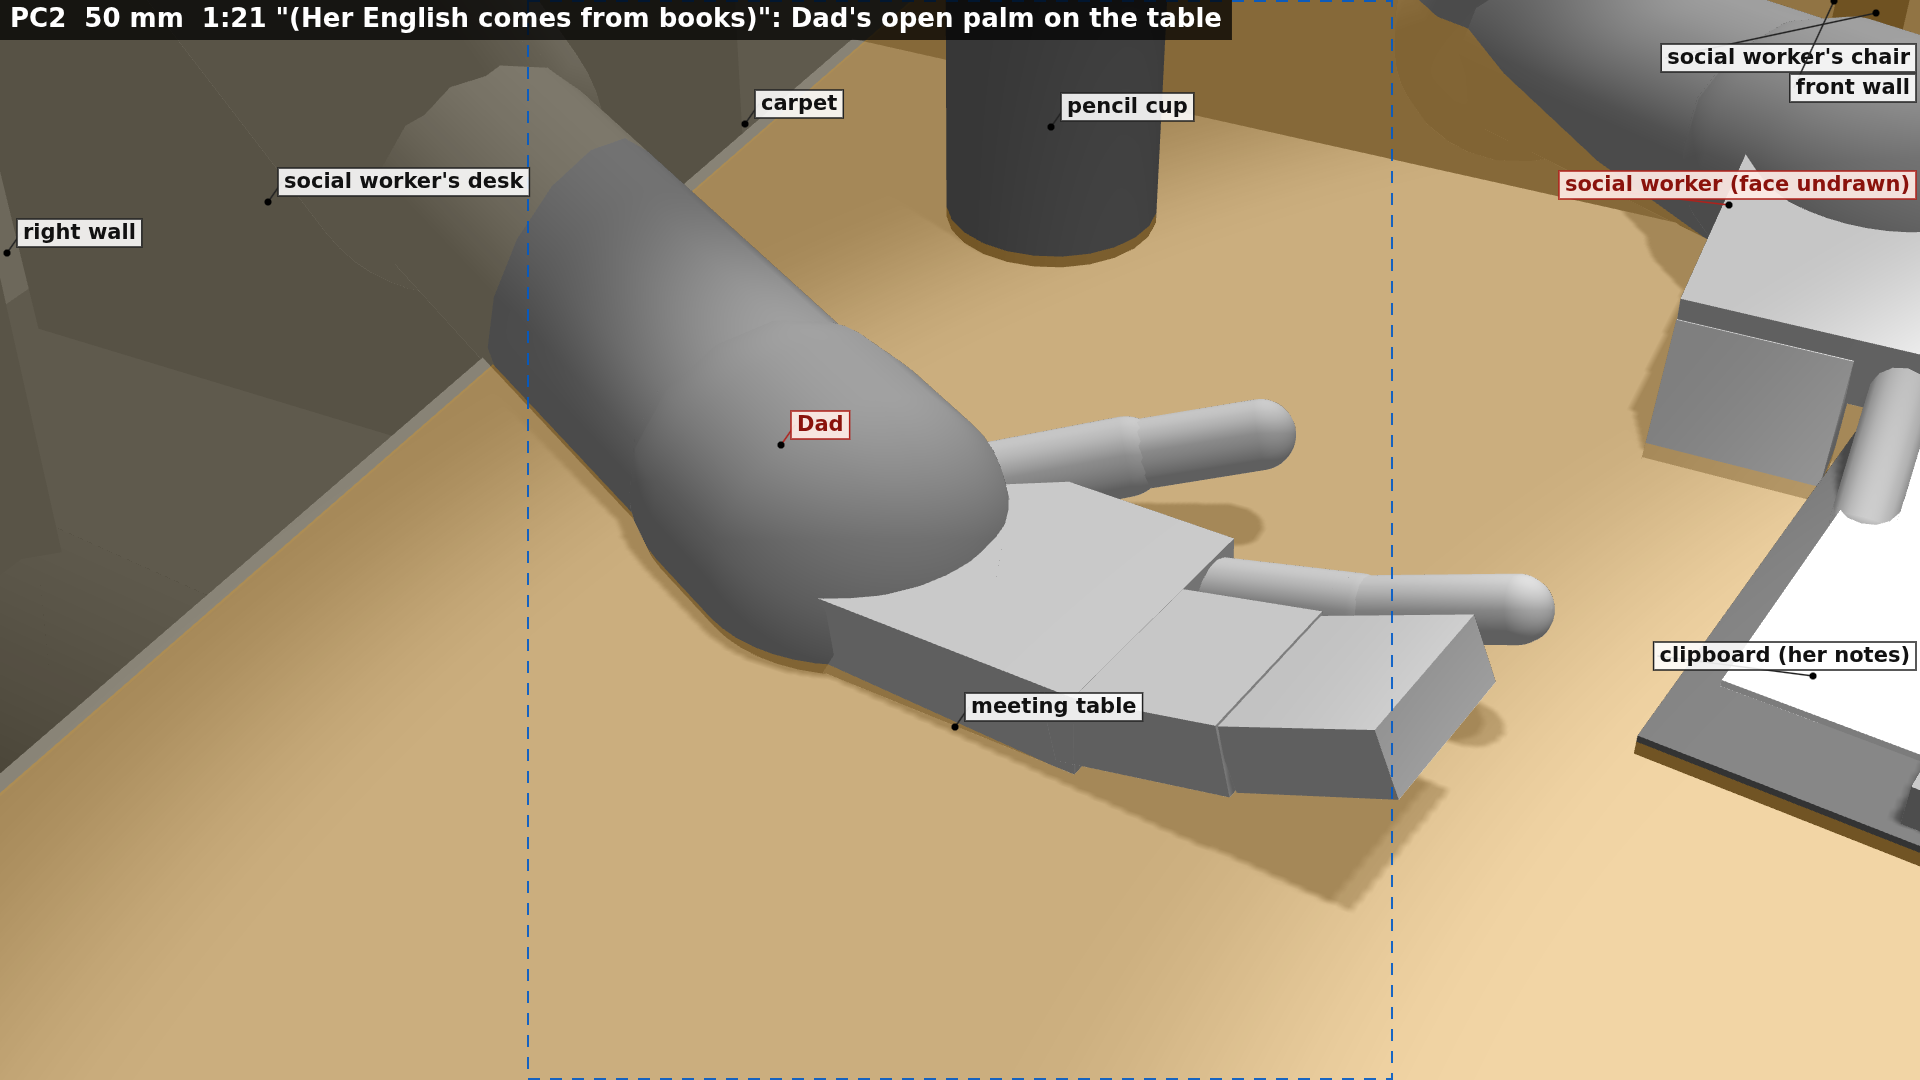 PC2  50 mm  1:21 "(Her English comes from books)": Dad's open palm on the table
social worker's chair
front wall
carpet
pencil cup
social worker's desk
social worker (face undrawn)
right wall
Dad
clipboard (her notes)
meeting table